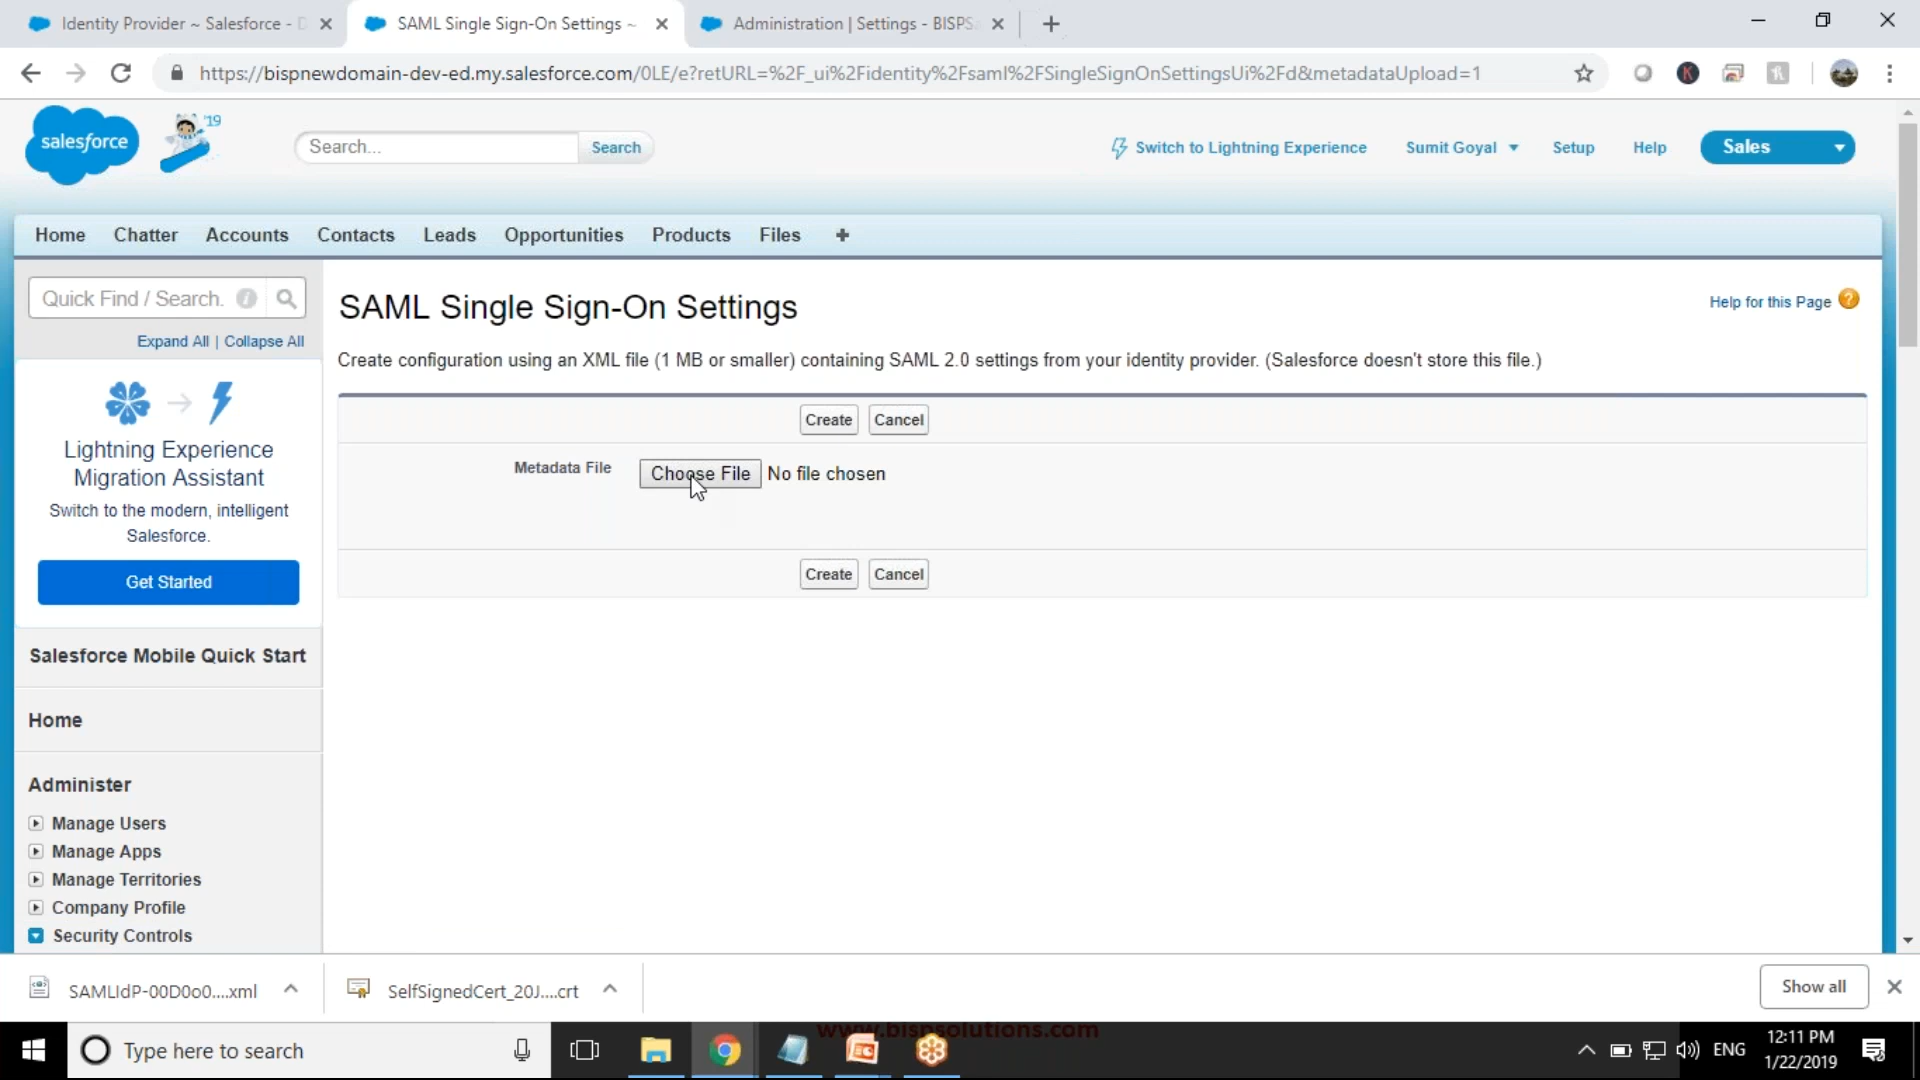 Identity Provider ~ Salesforce - D
SAML Single Sign-On Settings ~
Administration | Settings - BISPSa
https://bispnewdomain-dev-ed.my.salesforce.com/0LE/e?retURL=%2F_ui%2Fidentity%2Fsaml%2FSingleSignOnSettingsUi%2Fd&metadataUpload=1
K
salesforce
'19
Search...
Search
Switch to Lightning Experience
Sumit Goyal
Setup
Help
Sales
Home
Chatter
Accounts
Contacts
Leads
Opportunities
Products
Files
+
Quick Find / Search.
Expand All | Collapse All
Lightning Experience
Migration Assistant
Switch to the modern, intelligent
Salesforce.
Get Started
Salesforce Mobile Quick Start
Home
Administer
Manage Users
Manage Apps
Manage Territories
Company Profile
Security Controls
SAML Single Sign-On Settings
Help for this Page ?
Create configuration using an XML file (1 MB or smaller) containing SAML 2.0 settings from your identity provider. (Salesforce doesn't store this file.)
Create
Cancel
Metadata File
Choose File
No file chosen
Create
Cancel
SAMLIdP-00D0o0....xml
SelfSignedCert_20J....crt
Show all
www.bispsolutions.com
Type here to search
ENG
12:11 PM
1/22/2019